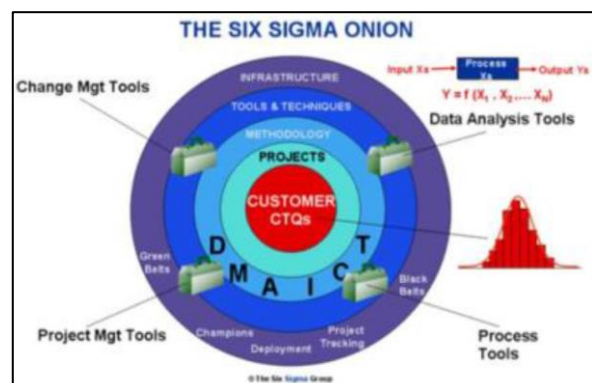 THE SIX SIGMA ONION
Input Xs
Process
Xs
Output Ys
Y = f (X1 , X2 ,.... XN)
Change Mgt Tools
Data Analysis Tools
INFRASTRUCTURE
TOOLS & TECHNIQUES
METHODOLOGY
PROJECTS
CUSTOMER
CTQs
D M A I C T
Green
Belts
Black
Belts
Champions
Deployment
Project
Tracking
Project Mgt Tools
Process
Tools
©The Six Sigma Group